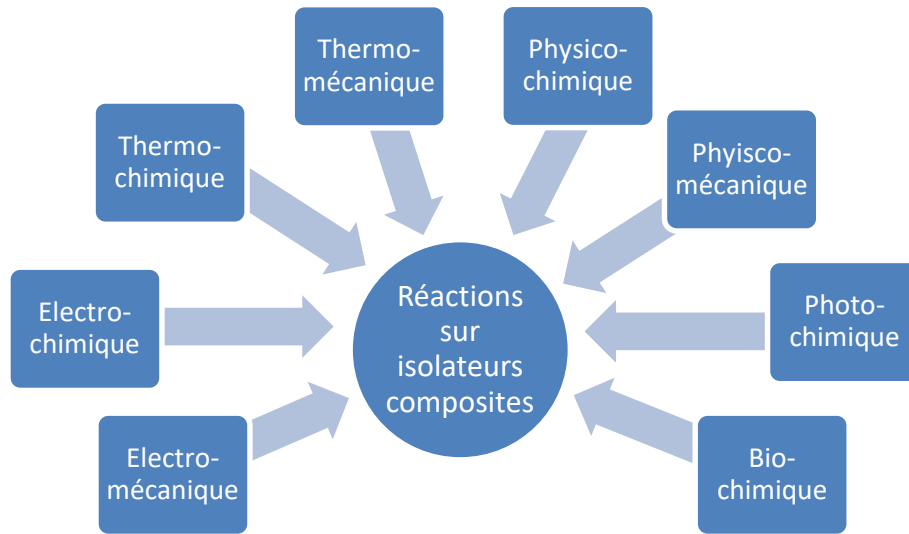 Thermo-
mécanique
Physico-
chimique
Thermo-
chimique
Phyisco-
mécanique
Electro-
chimique
Réactions
sur
isolateurs
composites
Photo-
chimique
Electro-
mécanique
Bio-
chimique